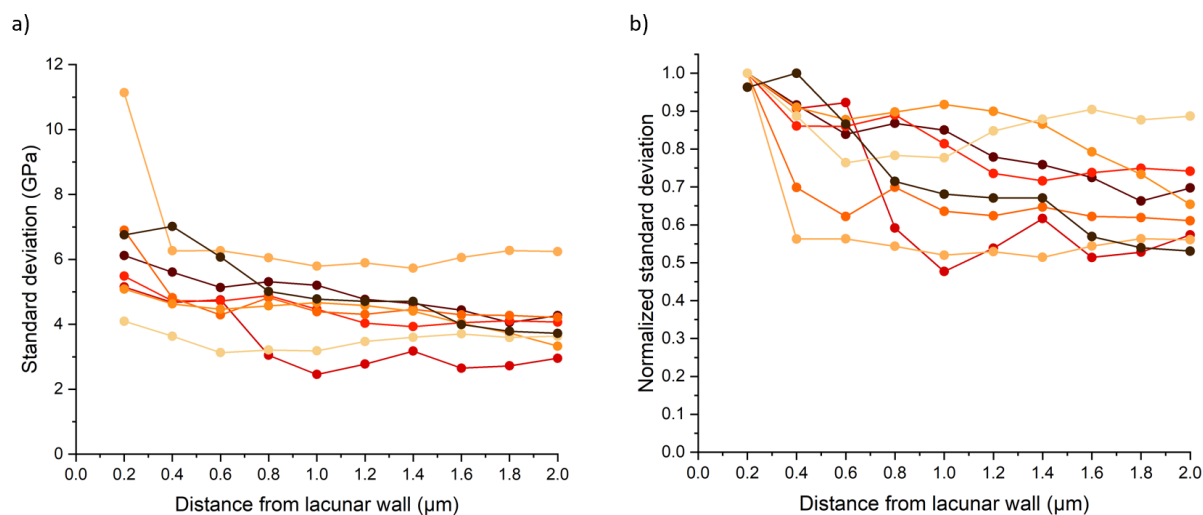 a)
Standard deviation (GPa)
12
10
8
6
4
2
0
0.0 0.2 0.4 0.6 0.8 1.0 1.2 1.4 1.6 1.8 2.0
Distance from lacunar wall (μm)
b)
Normalized standard deviation
1.0
0.9
0.8
0.7
0.6
0.5
0.4
0.3
0.2
0.1
0.0
0.0 0.2 0.4 0.6 0.8 1.0 1.2 1.4 1.6 1.8 2.0
Distance from lacunar wall (μm)